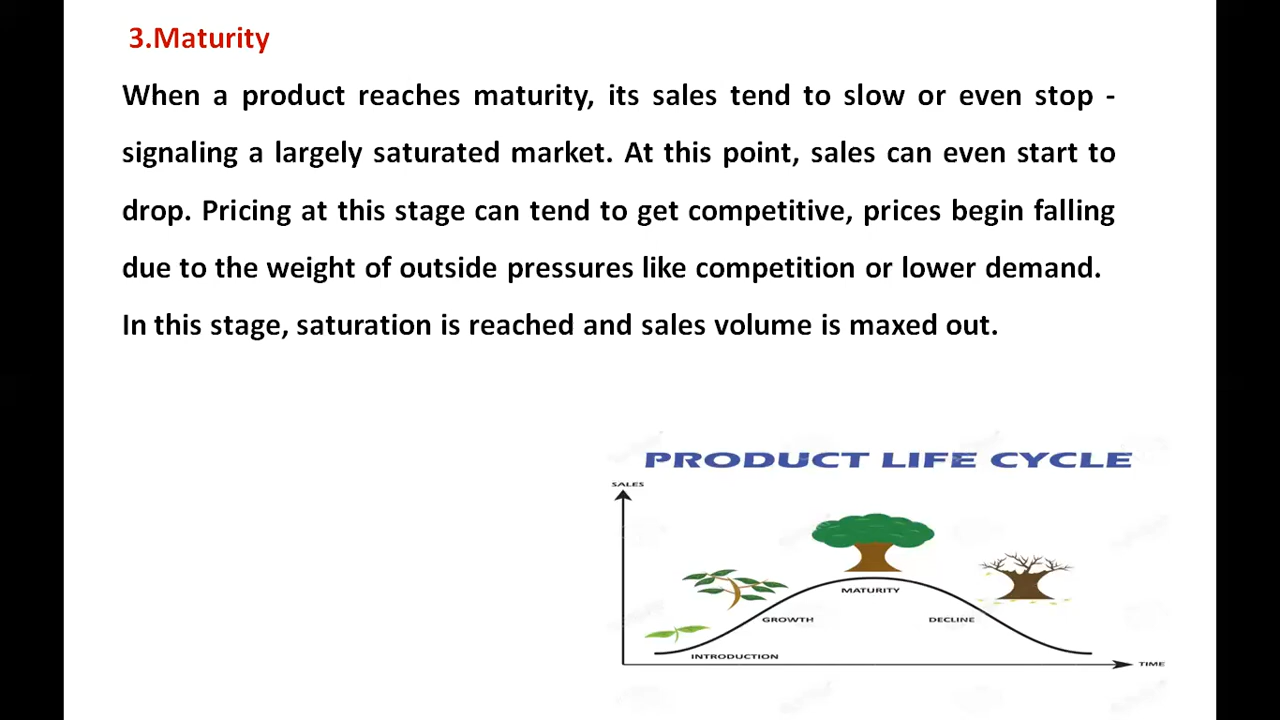 3.Maturity
When a product reaches maturity, its sales tend to slow or even stop -
signaling a largely saturated market. At this point, sales can even start to
drop. Pricing at this stage can tend to get competitive, prices begin falling
due to the weight of outside pressures like competition or lower demand.
In this stage, saturation is reached and sales volume is maxed out.
PRODUCT LIFE CYCLE
SALES
MATURITY
GROWTH
DECLINE
INTRODUCTION
TIME